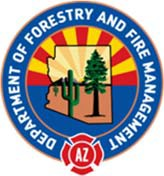 DEPARTMENT OF FORESTRY AND FIRE MANAGEMENT
AZ